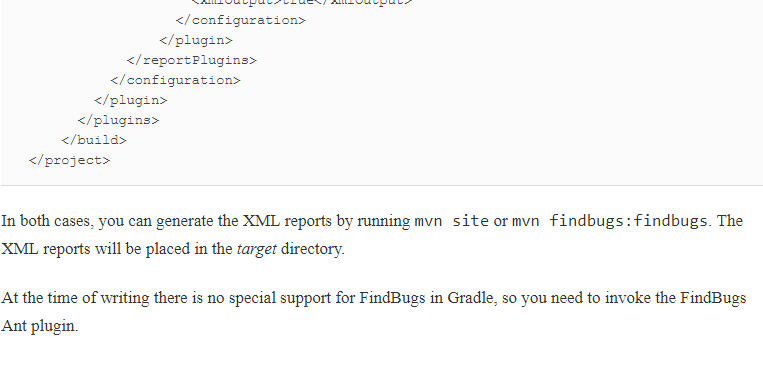 </configuration>
</plugin>
</reportPlugins>
</configuration>
</plugin>
</plugins>
</build>
</project>
In both cases, you can generate the XML reports by running mvn site or mvn findbugs:findbugs. The
XML reports will be placed in the target directory.
At the time of writing there is no special support for FindBugs in Gradle, so you need to invoke the FindBugs
Ant plugin.